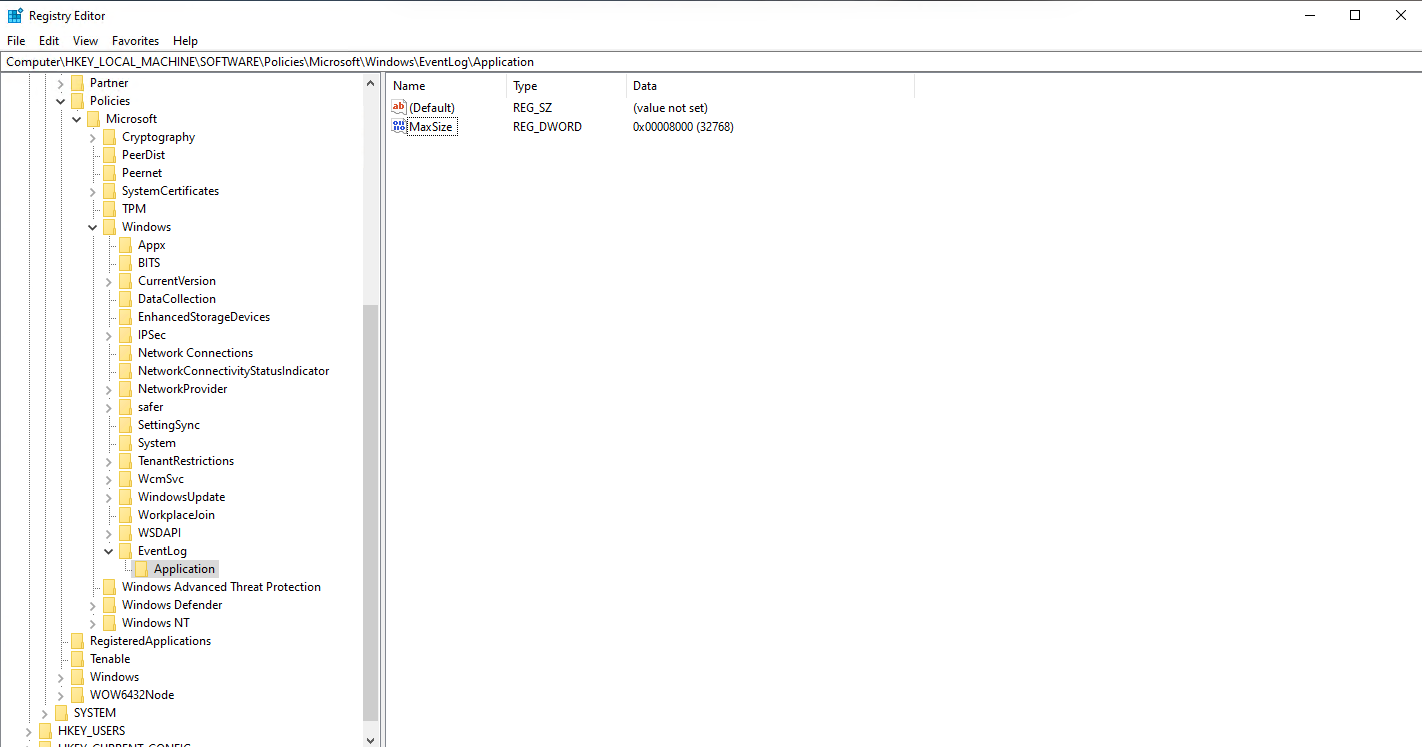 Registry Editor
File Edit View Favorites Help
Computer\HKEY_LOCAL_MACHINE\SOFTWARE\Policies\Microsoft\Windows\EventLog\Application
Partner
Policies
Microsoft
Cryptography
PeerDist
Peernet
SystemCertificates
TPM
Windows
Appx
BITS
CurrentVersion
DataCollection
EnhancedStorageDevices
IPSec
Network Connections
NetworkConnectivityStatusIndicator
NetworkProvider
safer
SettingSync
System
TenantRestrictions
WcmSvc
WindowsUpdate
WorkplaceJoin
WSDAPI
EventLog
Application
Windows Advanced Threat Protection
Windows Defender
Windows NT
RegisteredApplications
Tenable
Windows
WOW6432Node
SYSTEM
HKEY_USERS
HKEY_CURRENT_CONFIG
Name Type Data
(Default) REG_SZ (value not set)
MaxSize REG_DWORD 0x00008000 (32768)